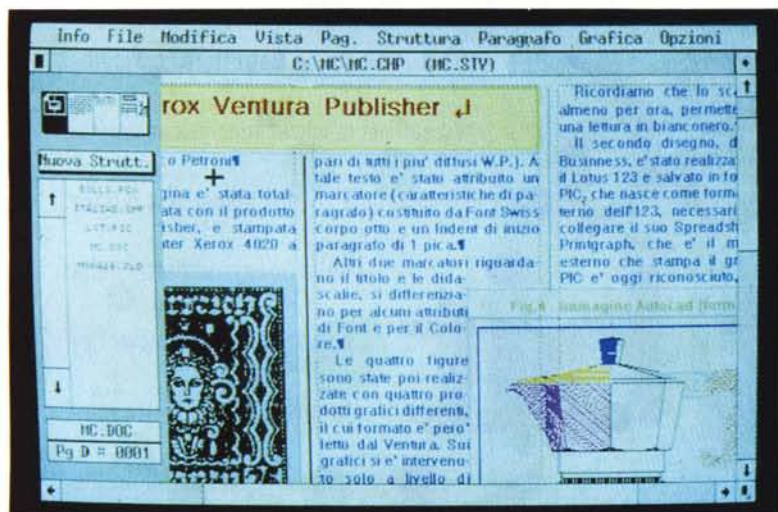 Info File Modifica Vista Pag. Struttura Paragrafo Grafica Opzioni
C:\MC\MC.CHP (MC.STY)
rox Ventura Publisher ↲
Nuova Strutt.
MC.DOC
Pg D # 0001
o Petroni¶
gina e' stata total-
ata con il prodotto
isher, e stampata
ter Xerox 4020 a
pari di tutti i piu' diffusi W.P.). A
tale testo e' stato attribuito un
marcatore (caratteristiche di pa-
ragrafo) costituito da Font Swiss
corpo otto e un Indent di inizio
paragrafo di 1 pica.¶
Altri due marcatori riguarda-
no il titolo e le dida-
scalie, si differenzia-
no per alcuni attributi
di Font e per il Colo-
re.¶
Le quattro figure
sono state poi realiz-
zate con quattro pro-
dotti grafici differenti,
il cui formato e' pero'
letto dal Ventura. Sui
grafici si e' intervenu-
to solo a livello di
Ricordiamo che lo sc
almeno per ora, permette
una lettura in bianconero.
Il secondo disegno, d
Businness, e' stato realizza
il Lotus 123 e salvato in fo
PIC, che nasce come form
terno dell'123, necessari
collegare il suo Spreadsh
Printgraph, che e' il m
esterno che stampa il gr
PIC e' oggi riconosciuto,
Fig.4 Immagine AutoCad (form